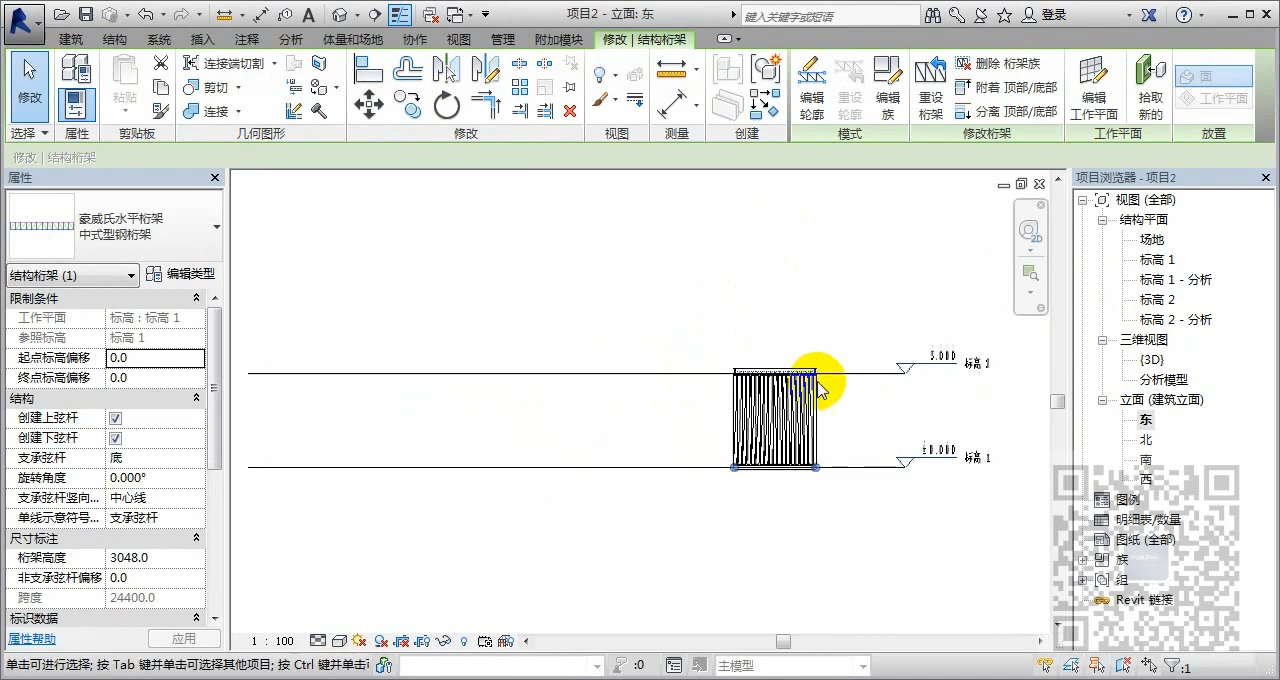 项目2 - 立面: 东
键入关键字或短语
登录
建筑 结构 系统 插入 注释 分析 体量和场地 协作 视图 管理 附加模块 修改 | 结构桁架
修改
粘贴
连接端切割
剪切
连接
编辑轮廓
重设轮廓
编辑族
重设桁架
删除 桁架族
附着 顶部/底部
分离 顶部/底部
编辑工作平面
拾取新的
面
工作平面
选择 属性 剪贴板 几何图形 修改 视图 测量 创建 模式 修改桁架 工作平面 放置
修改 | 结构桁架
属性
豪威氏水平桁架
中式型钢桁架
结构桁架 (1) 编辑类型
限制条件
工作平面 标高 : 标高 1
参照标高 标高 1
起点标高偏移 0.0
终点标高偏移 0.0
结构
创建上弦杆
创建下弦杆
支承弦杆 底
旋转角度 0.000°
支承弦杆竖向... 中心线
单线示意符号... 支承弦杆
尺寸标注
桁架高度 3048.0
非支承弦杆偏移 0.0
跨度 24400.0
标识数据
属性帮助 应用
2D
标高 2
±0.000 标高 1
项目浏览器 - 项目2
视图 (全部)
结构平面
场地
标高 1
标高 1 - 分析
标高 2
标高 2 - 分析
三维视图
{3D}
分析模型
立面 (建筑立面)
东
北
南
西
图例
明细表/数量
图纸 (全部)
族
组
Revit 链接
1 : 100
单击可进行选择; 按 Tab 键并单击可选择其他项目; 按 Ctrl 键并单击i
:0
主模型
:1